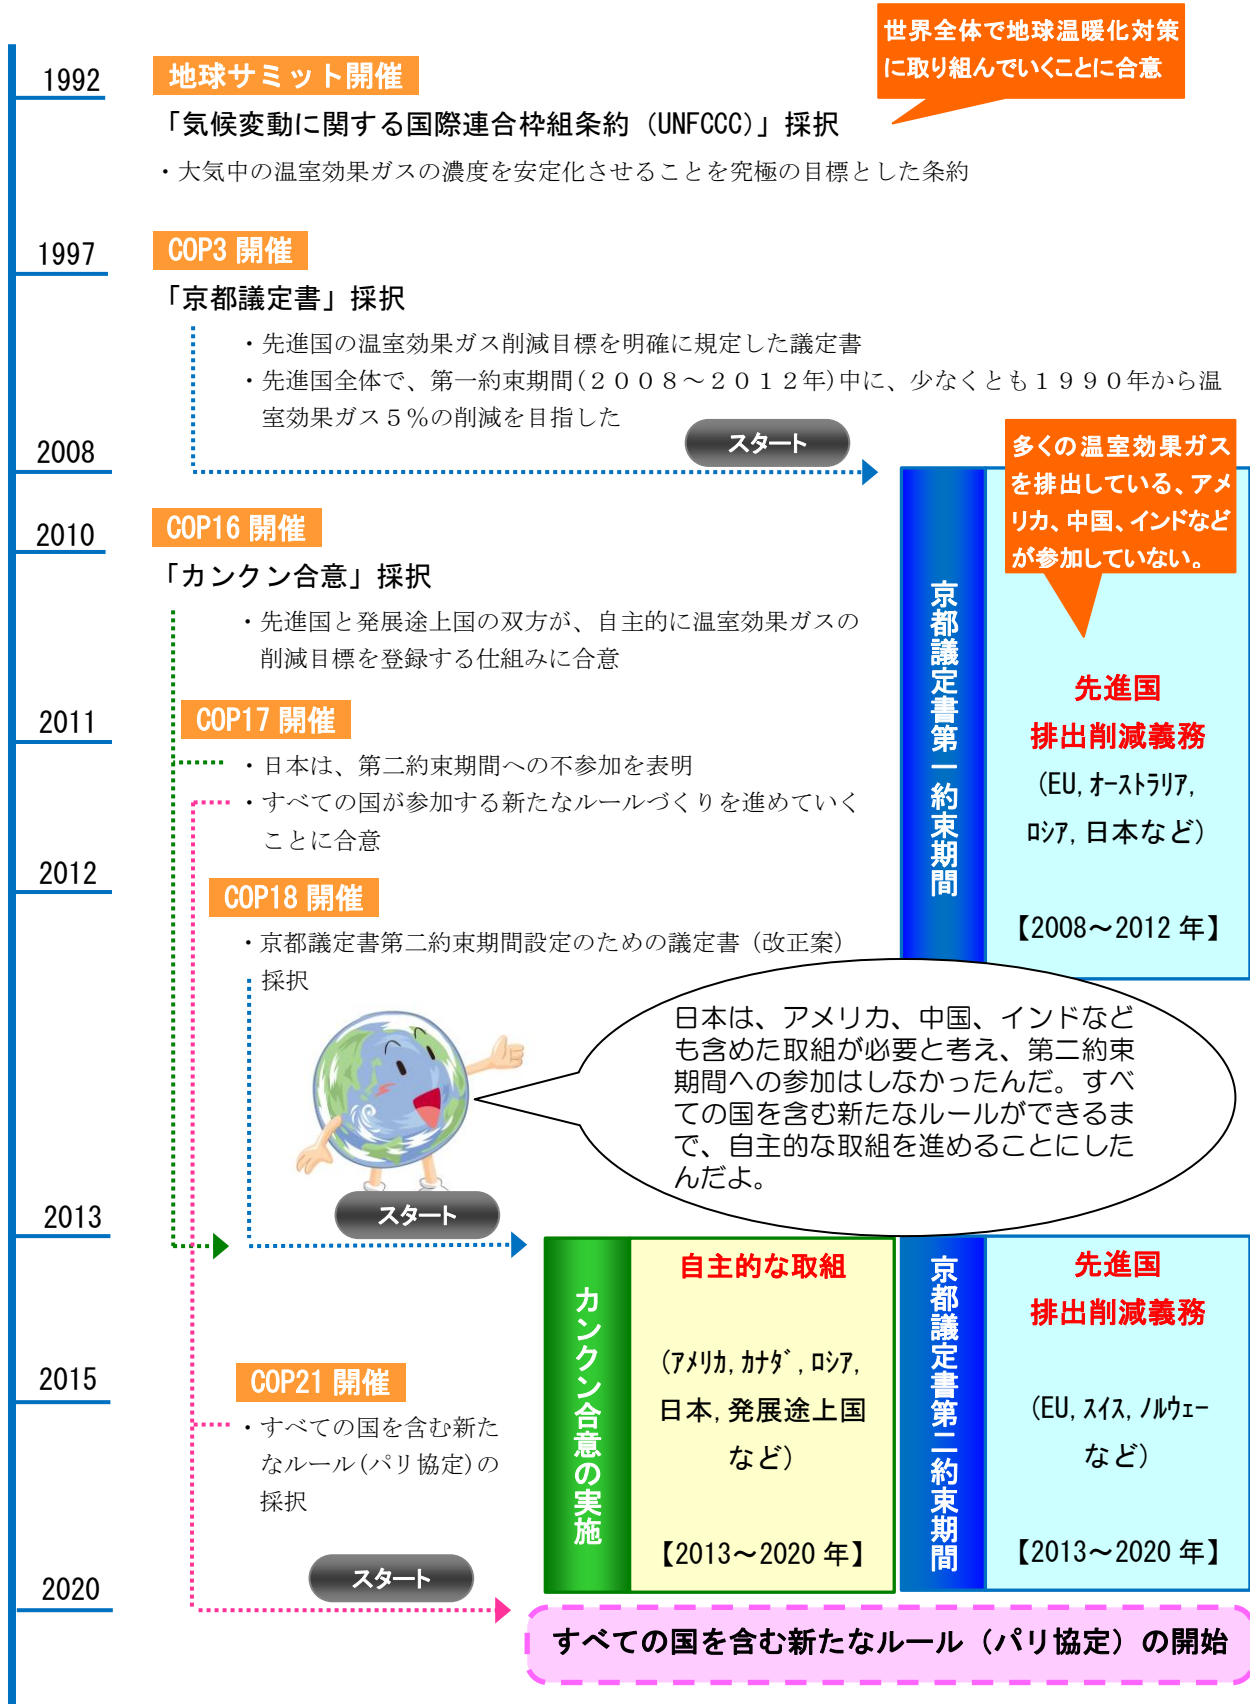 世界全体で地球温暖化対策
に取り組んでいくことに合意
1992
地球サミット開催
「気候変動に関する国際連合枠組条約（UNFCCC）」採択
・大気中の温室効果ガスの濃度を安定化させることを究極の目標とした条約
1997
COP3 開催
「京都議定書」採択
・先進国の温室効果ガス削減目標を明確に規定した議定書
・先進国全体で、第一約束期間(２００８～２０１２年)中に、少なくとも１９９０年から温
室効果ガス５％の削減を目指した
スタート
2008
多くの温室効果ガス
を排出している、アメ
リカ、中国、インドなど
が参加していない。
2010
COP16 開催
「カンクン合意」採択
・先進国と発展途上国の双方が、自主的に温室効果ガスの
削減目標を登録する仕組みに合意
京都議定書第一約束期間
先進国
排出削減義務
（EU, ｵｰｽﾄﾗﾘｱ,
ﾛｼｱ, 日本など）
【2008～2012 年】
2011
COP17 開催
・日本は、第二約束期間への不参加を表明
・すべての国が参加する新たなルールづくりを進めていく
ことに合意
2012
COP18 開催
・京都議定書第二約束期間設定のための議定書（改正案）
採択
日本は、アメリカ、中国、インドなど
も含めた取組が必要と考え、第二約束
期間への参加はしなかったんだ。すべ
ての国を含む新たなルールができるま
で、自主的な取組を進めることにした
んだよ。
スタート
2013
カンクン合意の実施
自主的な取組
（ｱﾒﾘｶ, ｶﾅﾀﾞ, ﾛｼｱ,
日本, 発展途上国
など）
【2013～2020 年】
京都議定書第二約束期間
先進国
排出削減義務
（EU, ｽｲｽ, ﾉﾙｳｪｰ
など）
【2013～2020 年】
2015
COP21 開催
・すべての国を含む新た
なルール(パリ協定)の
採択
スタート
2020
すべての国を含む新たなルール（パリ協定）の開始